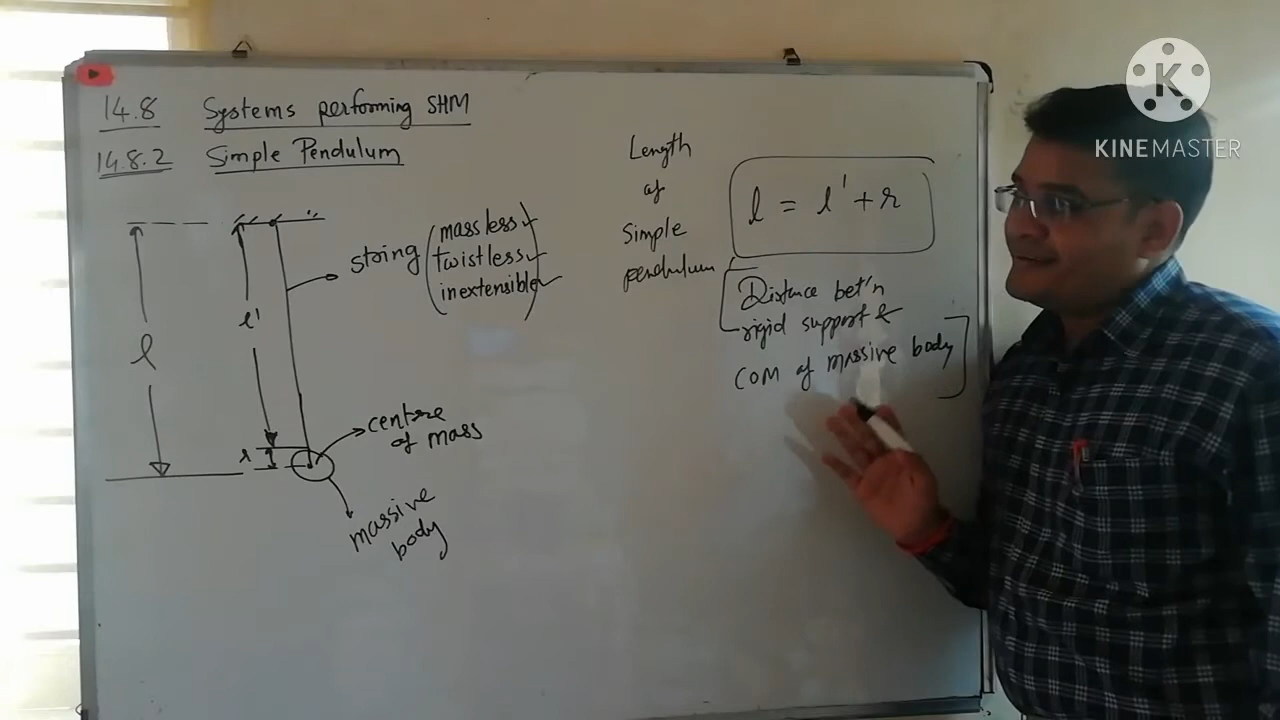 14.8 Systems performing SHM
14.8.2 Simple Pendulum
l
l'
r
string
massless
twistless
inextensible
centre
of mass
massive
body
Length
of
Simple
pendulum
l = l' + r
Distance bet'n
rigid support &
COM of massive body
K
KINEMASTER